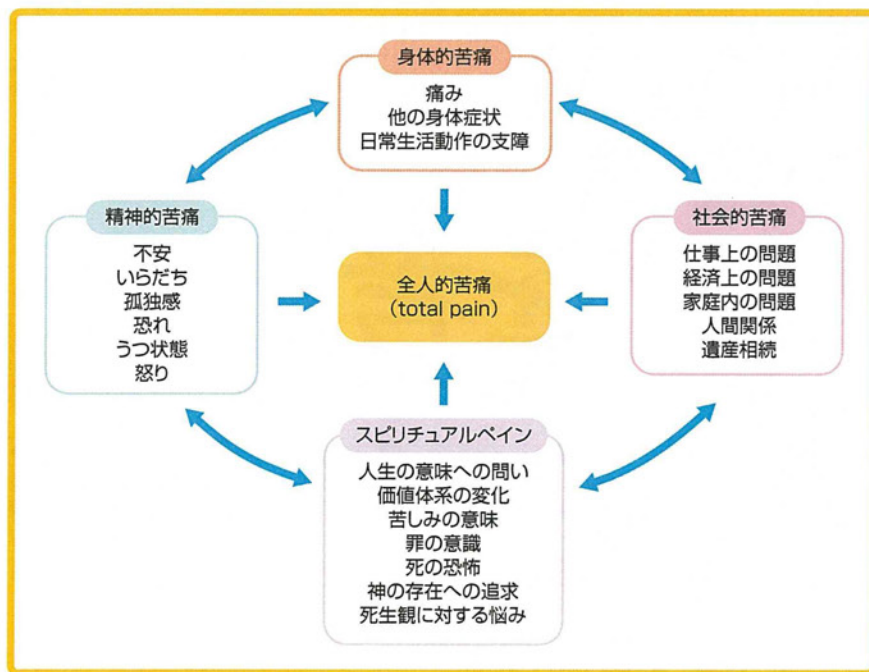 身体的苦痛
痛み
他の身体症状
日常生活動作の支障
精神的苦痛
不安
いらだち
孤独感
恐れ
うつ状態
怒り
全人的苦痛
(total pain)
社会的苦痛
仕事上の問題
経済上の問題
家庭内の問題
人間関係
遺産相続
スピリチュアルペイン
人生の意味への問い
価値体系の変化
苦しみの意味
罪の意識
死の恐怖
神の存在への追求
死生観に対する悩み